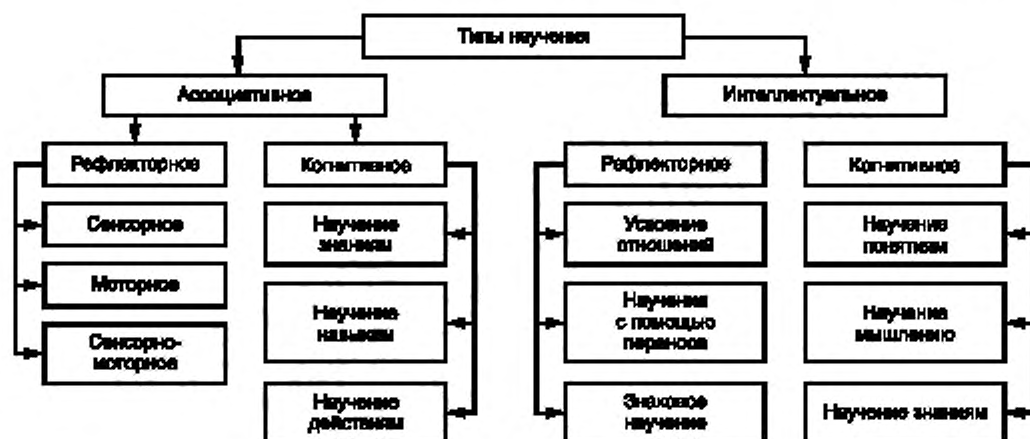 Типы научения
Ассоциативное
Интеллектуальное
Рефлекторное
Когнитивное
Рефлекторное
Когнитивное
Сенсорное
Научение
знаниям
Усвоение
отношений
Научение
понятиям
Моторное
Научение
навыкам
Научения
с помощью
переноса
Научение
мышлению
Сенсорно-
моторное
Научение
действиям
Знаковое
научение
Научение знаниям